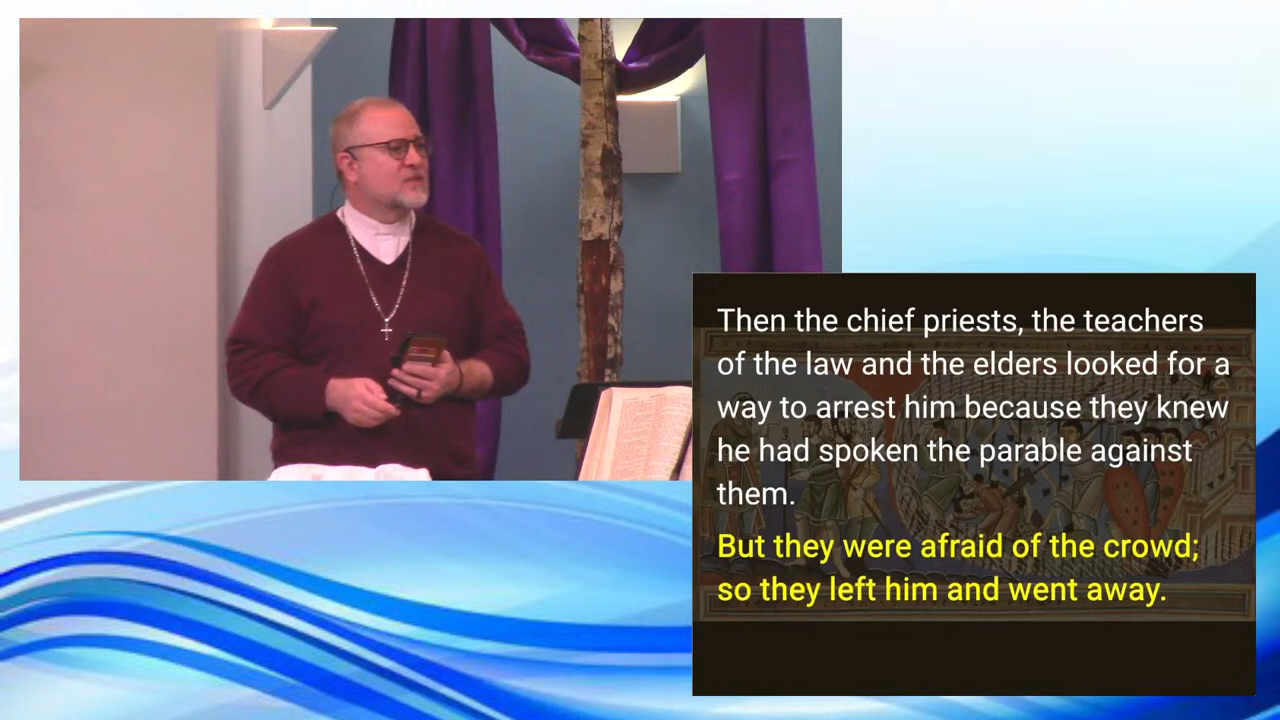 Then the chief priests, the teachers
of the law and the elders looked for a
way to arrest him because they knew
he had spoken the parable against
them.
But they were afraid of the crowd;
so they left him and went away.